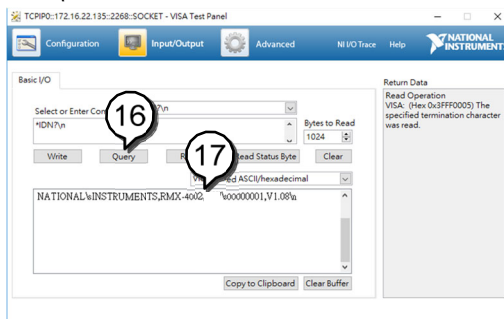 TCPIP0::172.16.22.135::2268::SOCKET - VISA Test Panel
Configuration Input/Output Advanced NI I/O Trace Help NATIONAL INSTRUMENTS
Basic I/O
Return Data
Read Operation
VISA: (Hex 0x3FFF0005) The
specified termination character
was read.
Select or Enter
16
*IDN?\n
Bytes to Read
1024
Write Query Read Status Byte Clear
17
ASCII/hexadecimal
NATIONAL\sINSTRUMENTS,RMX-4002, \s00000001,V1.08\n
Copy to Clipboard Clear Buffer